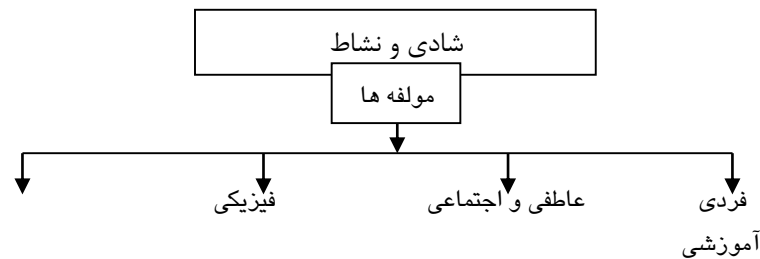 شادی و نشاط
مولفه ها
فردی عاطفی و اجتماعی فیزیکی
آموزشی